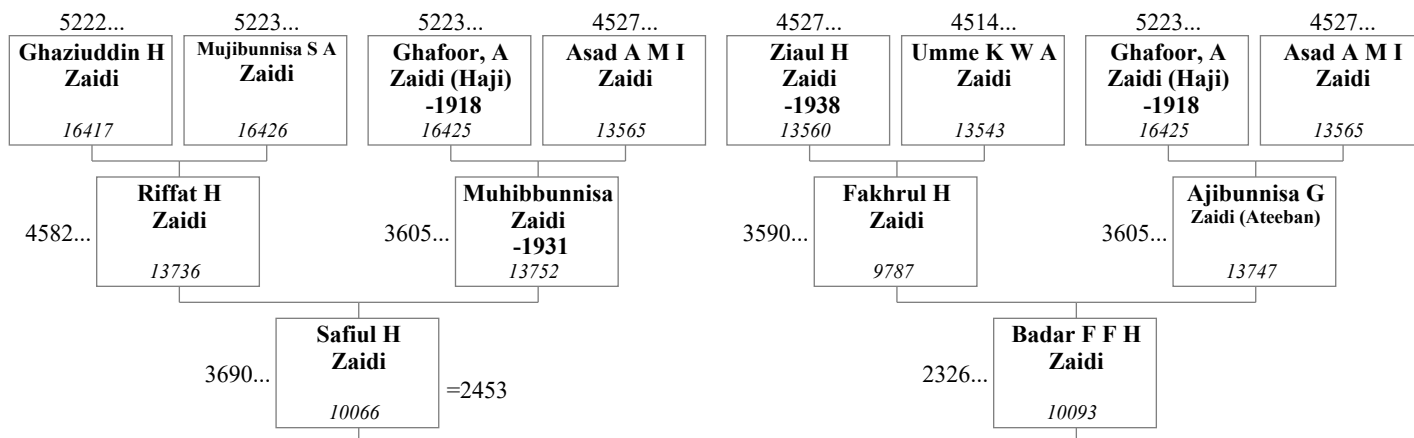 5222... 5223... 5223... 4527... 4527... 4514... 5223... 4527...
Ghaziuddin H
Zaidi
16417
Mujibunnisa S A
Zaidi
16426
Ghafoor, A
Zaidi (Haji)
-1918
16425
Asad A M I
Zaidi
13565
Ziaul H
Zaidi
-1938
13560
Umme K W A
Zaidi
13543
Ghafoor, A
Zaidi (Haji)
-1918
16425
Asad A M I
Zaidi
13565
4582...
Riffat H
Zaidi
13736
3605...
Muhibbunnisa
Zaidi
-1931
13752
3590...
Fakhrul H
Zaidi
9787
3605...
Ajibunnisa G
Zaidi (Ateeban)
13747
3690...
Safiul H
Zaidi
10066
=2453
2326...
Badar F F H
Zaidi
10093